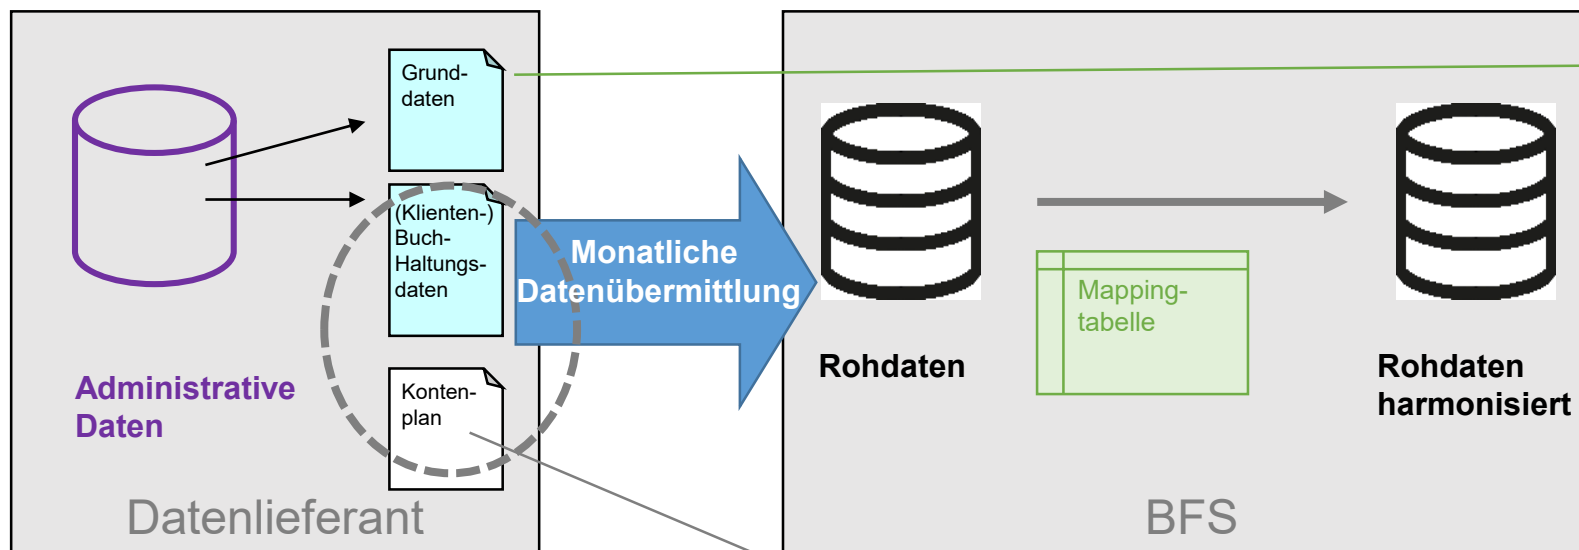 Grund-
daten
(Klienten-)
Buch-
Haltungs-
daten
Konten-
plan
Administrative
Daten
Datenlieferant
Monatliche
Datenübermittlung
Rohdaten
Mapping-
tabelle
Rohdaten
harmonisiert
BFS